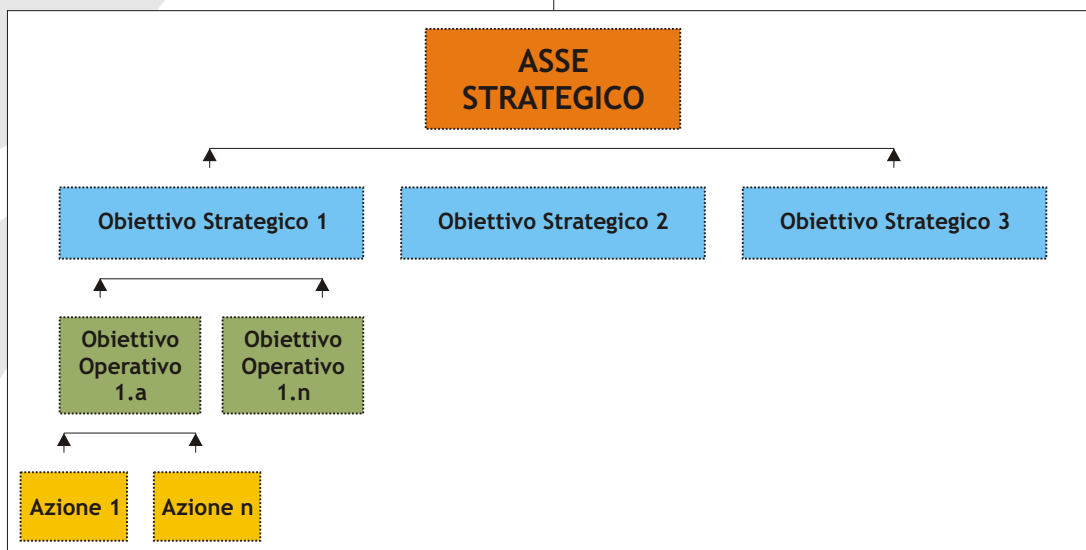 ASSE
STRATEGICO
Obiettivo Strategico 1
Obiettivo Strategico 2
Obiettivo Strategico 3
Obiettivo
Operativo
1.a
Obiettivo
Operativo
1.n
Azione 1
Azione n